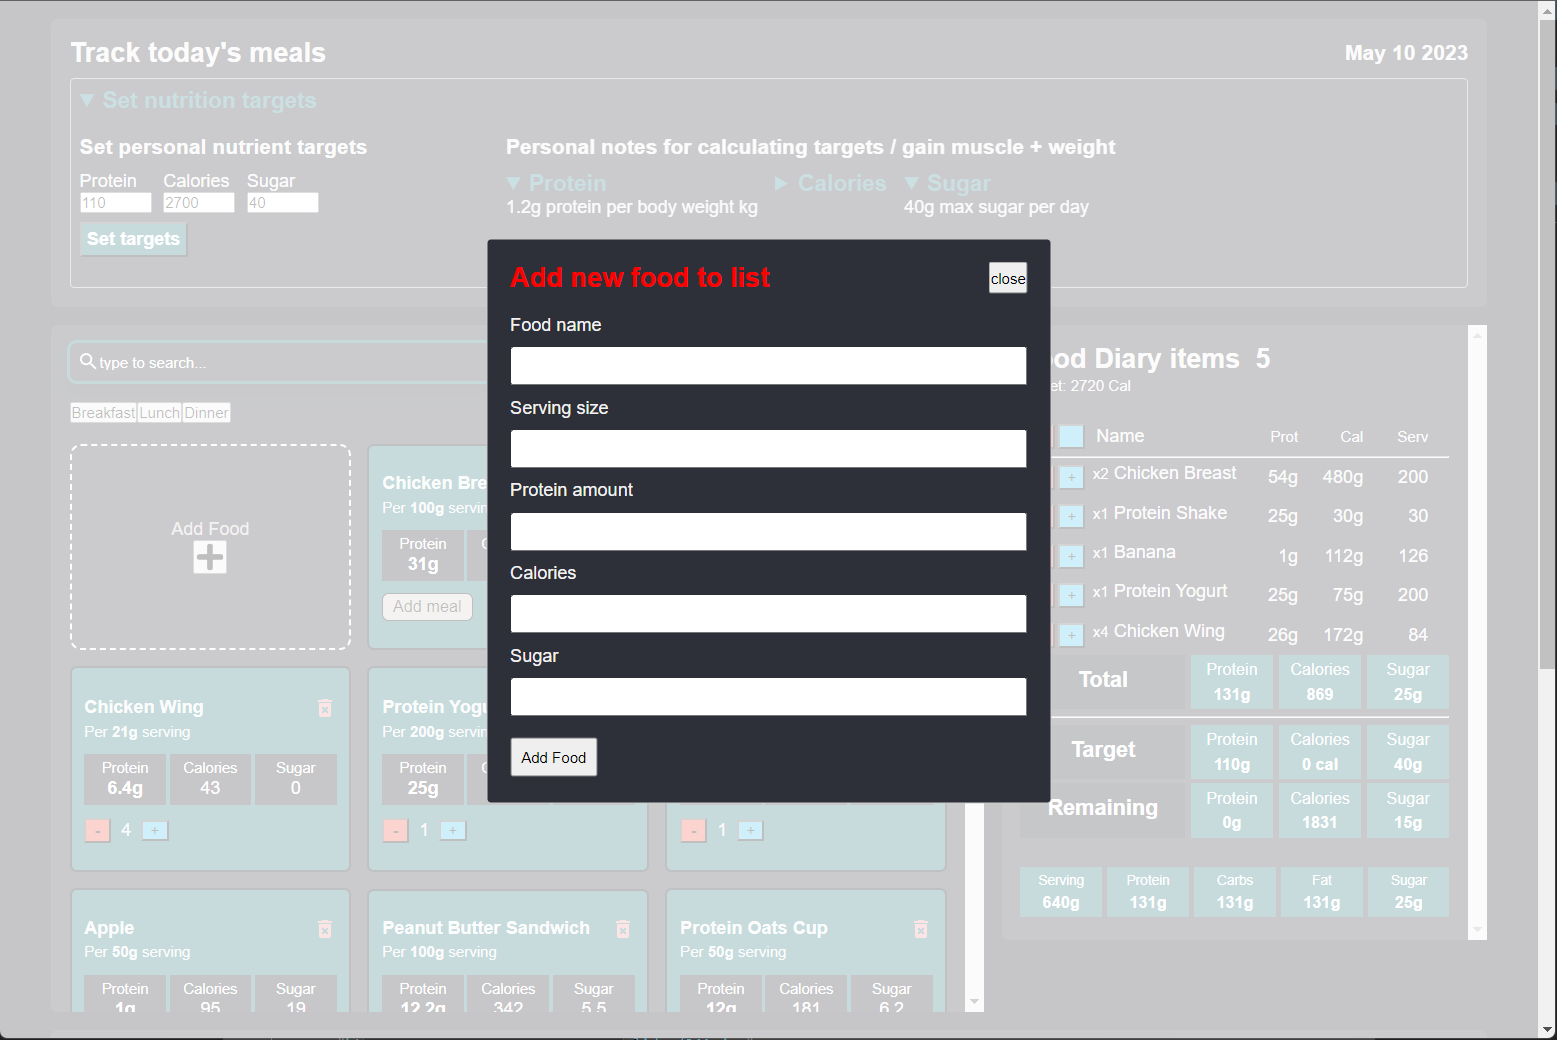 Track today's meals
May 10 2023
Set nutrition targets
Set personal nutrient targets
Protein Calories Sugar
110 2700 40
Set targets
Personal notes for calculating targets / gain muscle + weight
Protein
1.2g protein per body weight kg
Calories
Sugar
40g max sugar per day
Add new food to list
close
Food name
Serving size
Protein amount
Calories
Sugar
Add Food
type to search...
Breakfast Lunch Dinner
Add Food
Chicken Bre
Per 100g servin
Protein
31g
Add meal
Chicken Wing
Per 21g serving
Protein Calories Sugar
6.4g 43 0
- 4 +
Protein Yogu
Per 200g servin
Protein
25g
- 1 +
- 1 +
Apple
Per 50g serving
Protein Calories Sugar
1g 95 19
Peanut Butter Sandwich
Per 100g serving
Protein Calories Sugar
12.2g 342 5.5
Protein Oats Cup
Per 50g serving
Protein Calories Sugar
12g 181 6.2
od Diary items 5
et: 2720 Cal
Name Prot Cal Serv
+ x2 Chicken Breast 54g 480g 200
+ x1 Protein Shake 25g 30g 30
+ x1 Banana 1g 112g 126
+ x1 Protein Yogurt 25g 75g 200
+ x4 Chicken Wing 26g 172g 84
Total
Protein Calories Sugar
131g 869 25g
Target
Protein Calories Sugar
110g 0 cal 40g
Remaining
Protein Calories Sugar
0g 1831 15g
Serving Protein Carbs Fat Sugar
640g 131g 131g 131g 25g